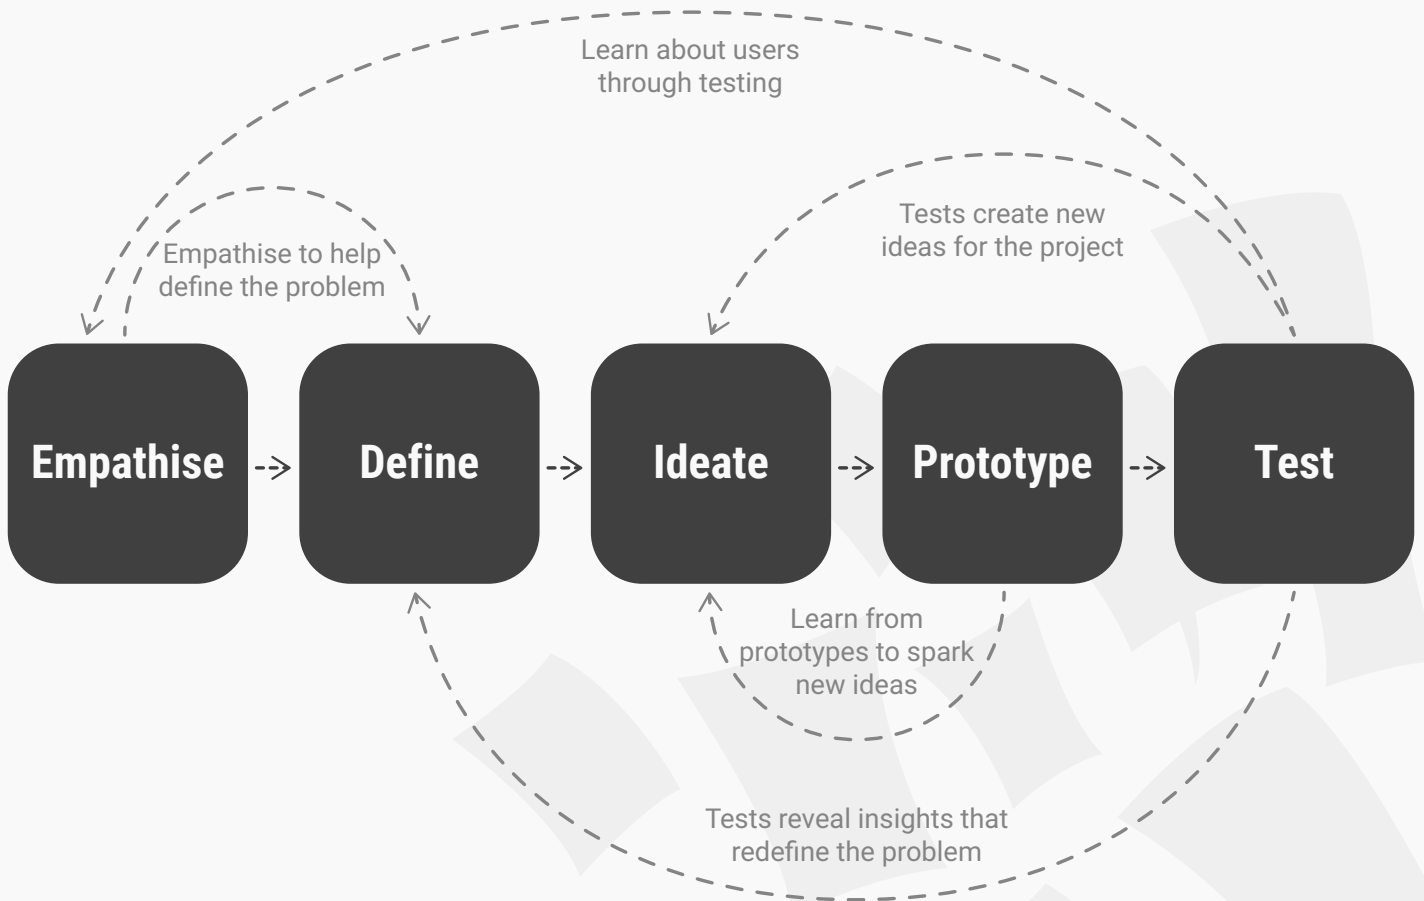 Learn about users
through testing
Tests create new
ideas for the project
Empathise to help
define the problem
Empathise
Define
Ideate
Prototype
Test
Learn from
prototypes to spark
new ideas
Tests reveal insights that
redefine the problem